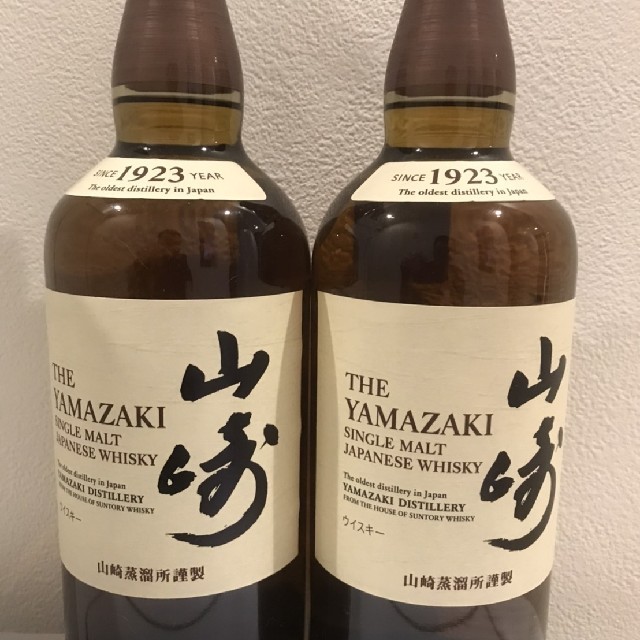 SINCE 1923 YEAR
The oldest distillery in Japan
THE
YAMAZAKI
SINGLE MALT
JAPANESE WHISKY
山崎
The oldest distillery in Japan
YAMAZAKI DISTILLERY
FROM THE HOUSE OF SUNTORY WHISKY
ウイスキー
山崎蒸溜所謹製
SINCE 1923 YEAR
The oldest distillery in Japan
THE
YAMAZAKI
SINGLE MALT
JAPANESE WHISKY
山崎
The oldest distillery in Japan
YAMAZAKI DISTILLERY
FROM THE HOUSE OF SUNTORY WHISKY
ウイスキー
山崎蒸溜所謹製